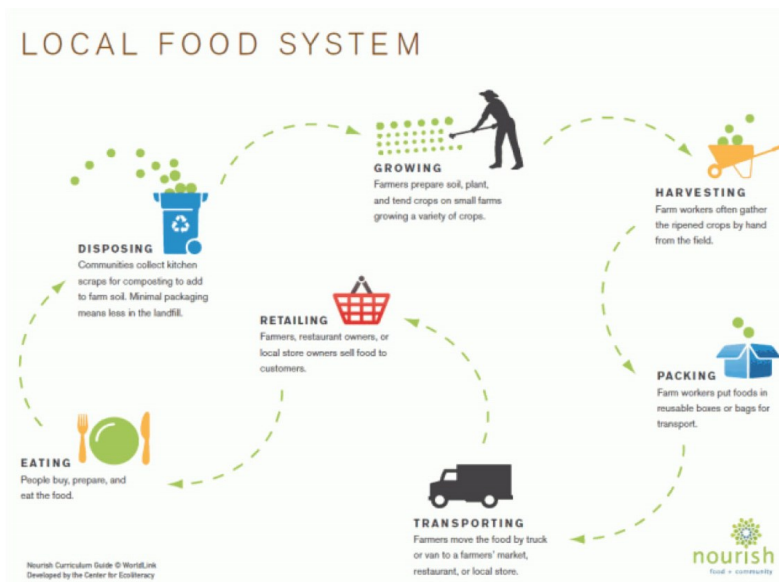 LOCAL FOOD SYSTEM
GROWING
Farmers prepare soil, plant,
and tend crops on small farms
growing a variety of crops.
HARVESTING
Farm workers often gather
the ripened crops by hand
from the field.
PACKING
Farm workers put foods in
reusable boxes or bags for
transport.
TRANSPORTING
Farmers move the food by truck
or van to a farmers' market,
restaurant, or local store.
RETAILING
Farmers, restaurant owners, or
local store owners sell food to
customers.
EATING
People buy, prepare, and
eat the food.
DISPOSING
Communities collect kitchen
scraps for composting to add
to farm soil. Minimal packaging
means less in the landfill.
Nourish Curriculum Guide © WorldLink
Developed by the Center for Ecoliteracy
nourish
food + community